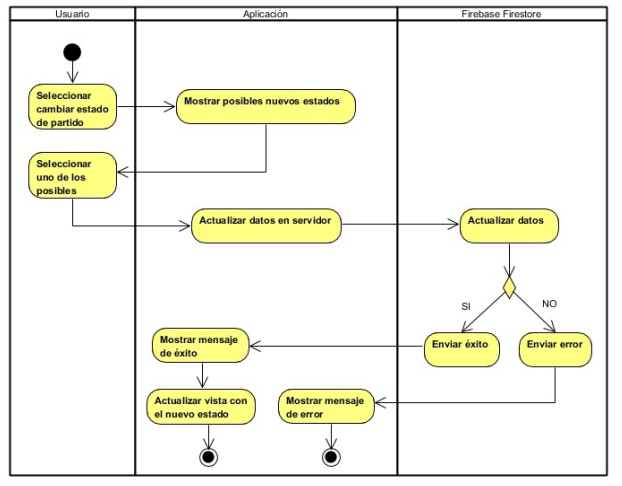 Usuario
Aplicación
Firebase Firestore
Seleccionar
cambiar estado
de partido
Mostrar posibles nuevos estados
Seleccionar
uno de los
posibles
Actualizar datos en servidor
Actualizar datos
SI
NO
Mostrar mensaje
de éxito
Enviar éxito
Enviar error
Actualizar vista con
el nuevo estado
Mostrar mensaje
de error